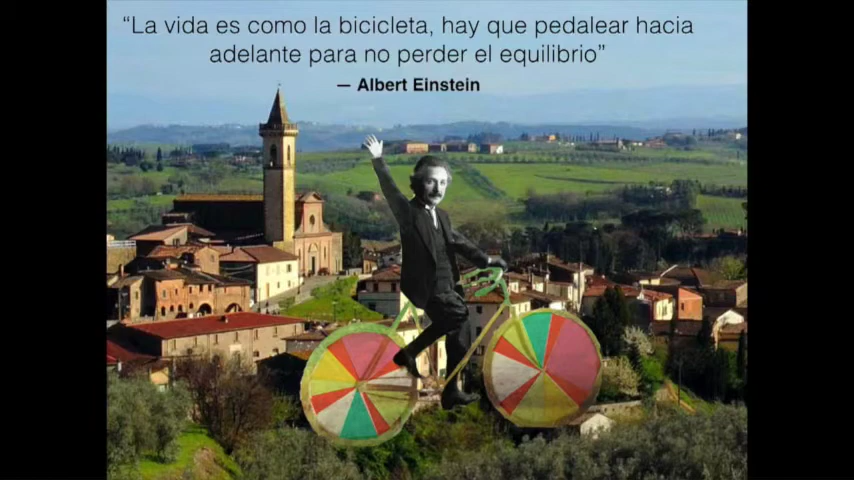 “La vida es como la bicicleta, hay que pedalear hacia
adelante para no perder el equilibrio”
— Albert Einstein